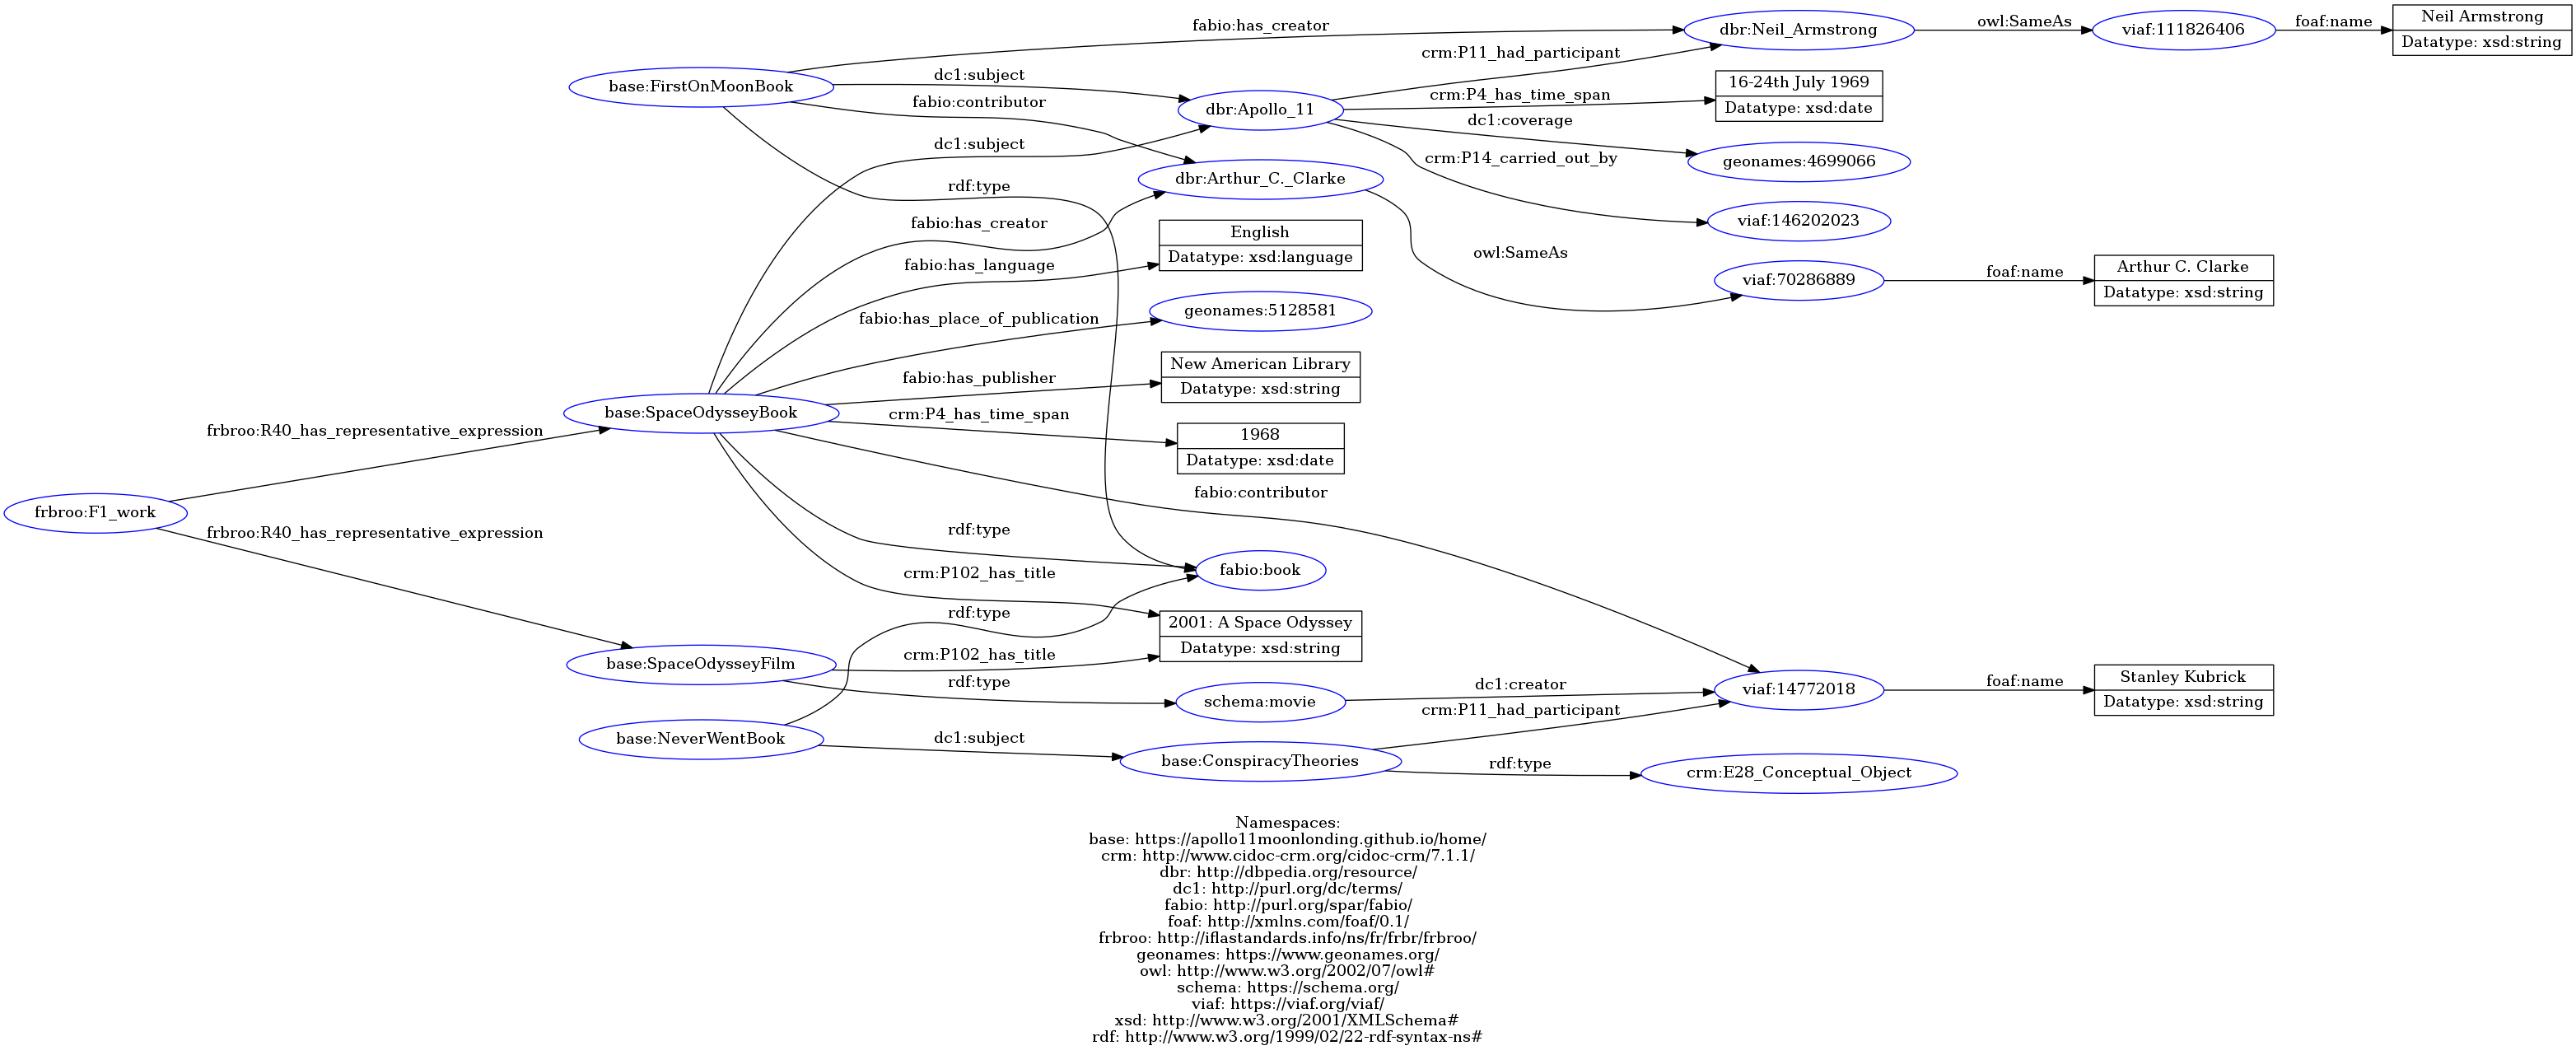 fabio:has_creator
dbr:Neil_Armstrong
owl:SameAs
viaf:111826406
foaf:name
Neil Armstrong
Datatype: xsd:string
base:FirstOnMoonBook
dc1:subject
fabio:contributor
crm:P11_had_participant
dbr:Apollo_11
crm:P4_has_time_span
16-24th July 1969
Datatype: xsd:date
dc1:coverage
geonames:4699066
crm:P14_carried_out_by
viaf:146202023
dc1:subject
rdf:type
dbr:Arthur_C._Clarke
owl:SameAs
viaf:70286889
foaf:name
Arthur C. Clarke
Datatype: xsd:string
fabio:has_creator
fabio:has_language
English
Datatype: xsd:language
fabio:has_place_of_publication
geonames:5128581
fabio:has_publisher
New American Library
Datatype: xsd:string
base:SpaceOdysseyBook
crm:P4_has_time_span
1968
Datatype: xsd:date
frbroo:R40_has_representative_expression
fabio:contributor
frbroo:F1_work
frbroo:R40_has_representative_expression
rdf:type
fabio:book
crm:P102_has_title
rdf:type
2001: A Space Odyssey
Datatype: xsd:string
base:SpaceOdysseyFilm
crm:P102_has_title
rdf:type
schema:movie
dc1:creator
viaf:14772018
foaf:name
Stanley Kubrick
Datatype: xsd:string
crm:P11_had_participant
base:NeverWentBook
dc1:subject
base:ConspiracyTheories
rdf:type
crm:E28_Conceptual_Object
Namespaces:
base: https://apollo11moonlonding.github.io/home/
crm: http://www.cidoc-crm.org/cidoc-crm/7.1.1/
dbr: http://dbpedia.org/resource/
dc1: http://purl.org/dc/terms/
fabio: http://purl.org/spar/fabio/
foaf: http://xmlns.com/foaf/0.1/
frbroo: http://iflastandards.info/ns/fr/frbr/frbroo/
geonames: https://www.geonames.org/
owl: http://www.w3.org/2002/07/owl#
schema: https://schema.org/
viaf: https://viaf.org/viaf/
xsd: http://www.w3.org/2001/XMLSchema#
rdf: http://www.w3.org/1999/02/22-rdf-syntax-ns#